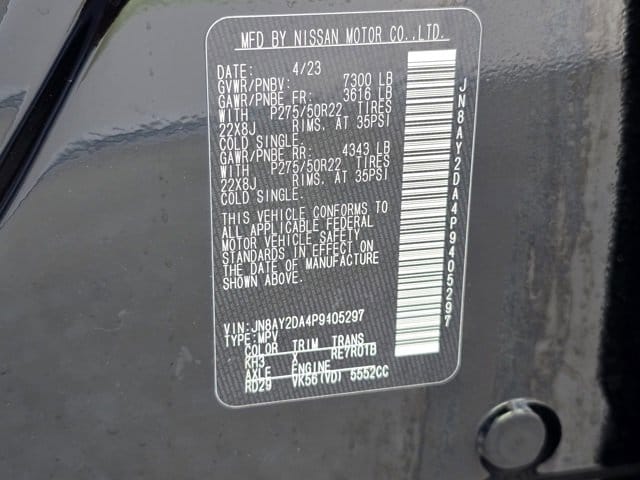 MFD BY NISSAN MOTOR CO.,LTD.
DATE: 4/23
GVWR/PNBV: 7300 LB
GAWR/PNBE FR: 3616 LB
WITH P275/50R22 TIRES
22X8J RIMS. AT 35PSI
COLD SINGLE.
GAWR/PNBE RR: 4343 LB
WITH P275/50R22 TIRES
22X8J RIMS. AT 35PSI
COLD SINGLE.
THIS VEHICLE CONFORMS TO
ALL APPLICABLE FEDERAL
MOTOR VEHICLE SAFETY
STANDARDS IN EFFECT ON
THE DATE OF MANUFACTURE
SHOWN ABOVE.
VIN:JN8AY2DA4P9405297
TYPE:MPV
COLOR TRIM TRANS
KH3 X RE7R01B
AXLE ENGINE
RD29 VK56(VD) 5552CC
JN8AY2DA4P9405297